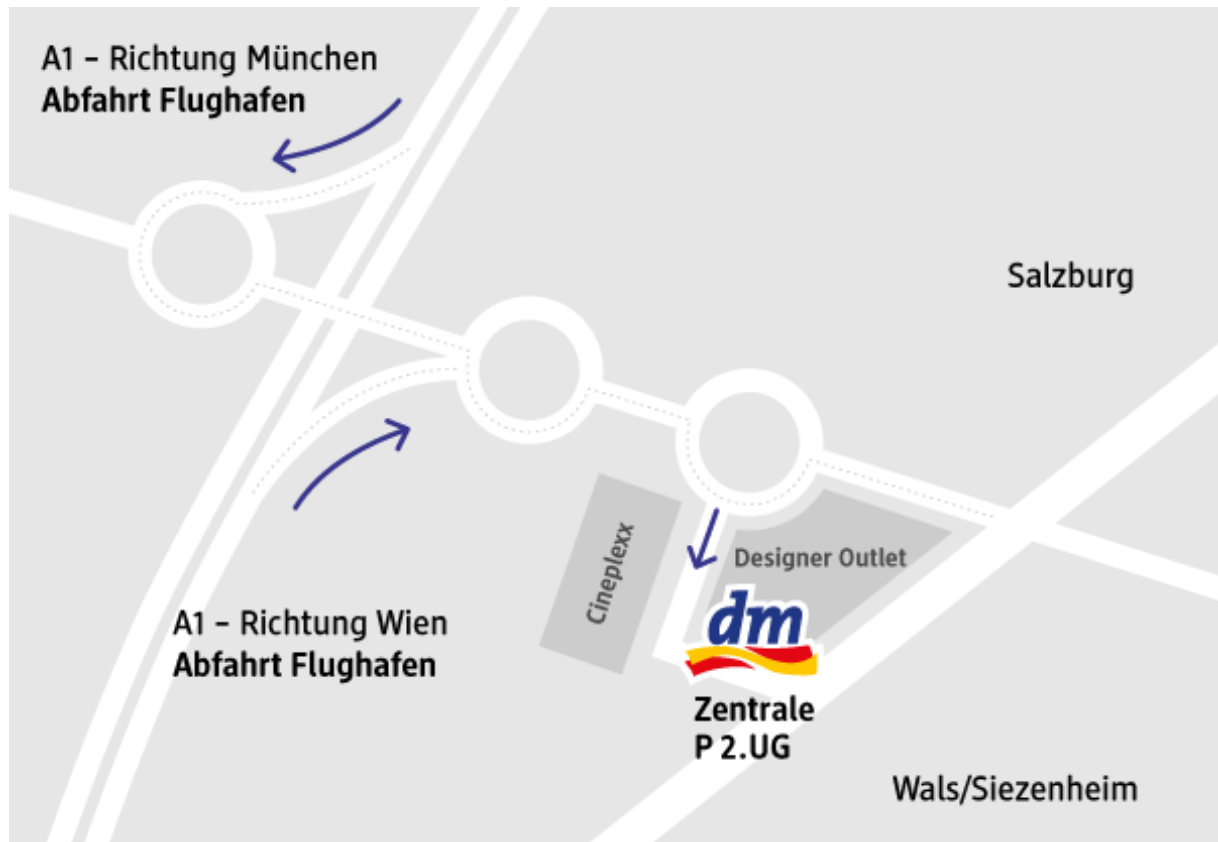 A1 – Richtung München
Abfahrt Flughafen
Salzburg
Cineplexx
Designer Outlet
dm
A1 – Richtung Wien
Abfahrt Flughafen
Zentrale
P 2.UG
Wals/Siezenheim